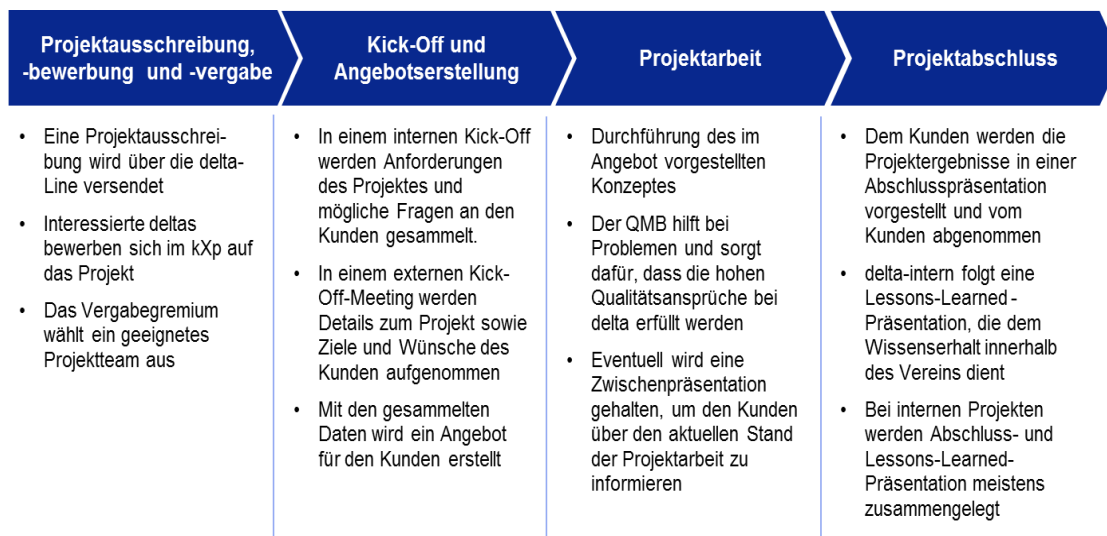 Projektausschreibung,
-bewerbung und -vergabe
Kick-Off und
Angebotserstellung
Projektarbeit
Projektabschluss
• Eine Projektausschrei-
bung wird über die delta-
Line versendet
• Interessierte deltas
bewerben sich im kXp auf
das Projekt
• Das Vergabegremium
wählt ein geeignetes
Projektteam aus
• In einem internen Kick-Off
werden Anforderungen
des Projektes und
mögliche Fragen an den
Kunden gesammelt.
• In einem externen Kick-
Off-Meeting werden
Details zum Projekt sowie
Ziele und Wünsche des
Kunden aufgenommen
• Mit den gesammelten
Daten wird ein Angebot
für den Kunden erstellt
• Durchführung des im
Angebot vorgestellten
Konzeptes
• Der QMB hilft bei
Problemen und sorgt
dafür, dass die hohen
Qualitätsansprüche bei
delta erfüllt werden
• Eventuell wird eine
Zwischenpräsentation
gehalten, um den Kunden
über den aktuellen Stand
der Projektarbeit zu
informieren
• Dem Kunden werden die
Projektergebnisse in einer
Abschlusspräsentation
vorgestellt und vom
Kunden abgenommen
• delta-intern folgt eine
Lessons-Learned-
Präsentation, die dem
Wissenserhalt innerhalb
des Vereins dient
• Bei internen Projekten
werden Abschluss- und
Lessons-Learned-
Präsentation meistens
zusammengelegt